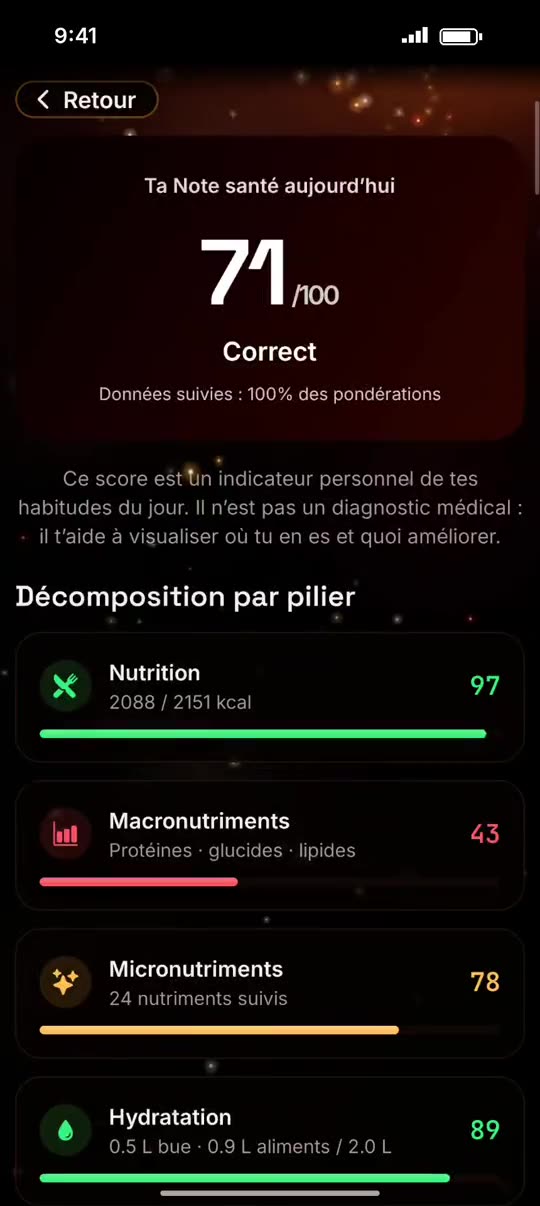 9:41
Retour
Ta Note santé aujourd’hui
71/100
Correct
Données suivies : 100% des pondérations
Ce score est un indicateur personnel de tes
habitudes du jour. Il n’est pas un diagnostic médical :
il t’aide à visualiser où tu en es et quoi améliorer.
Décomposition par pilier
Nutrition
2088 / 2151 kcal
97
Macronutriments
Protéines · glucides · lipides
43
Micronutriments
24 nutriments suivis
78
Hydratation
0.5 L bue · 0.9 L aliments / 2.0 L
89